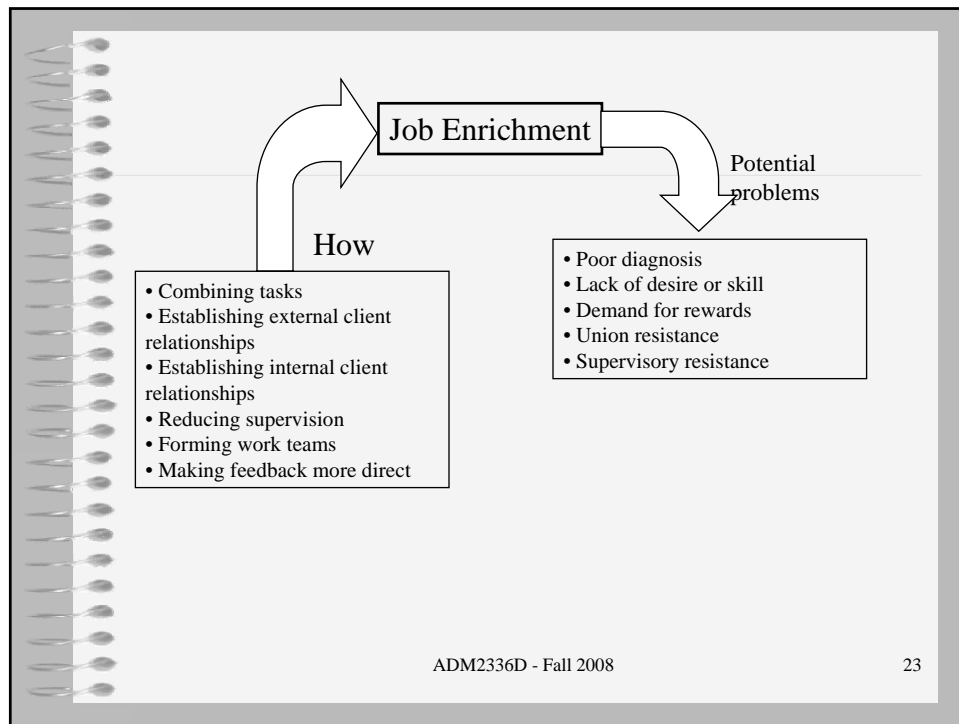 Job Enrichment
Potential
problems
How
• Combining tasks
• Establishing external client
relationships
• Establishing internal client
relationships
• Reducing supervision
• Forming work teams
• Making feedback more direct
• Poor diagnosis
• Lack of desire or skill
• Demand for rewards
• Union resistance
• Supervisory resistance
ADM2336D - Fall 2008
23